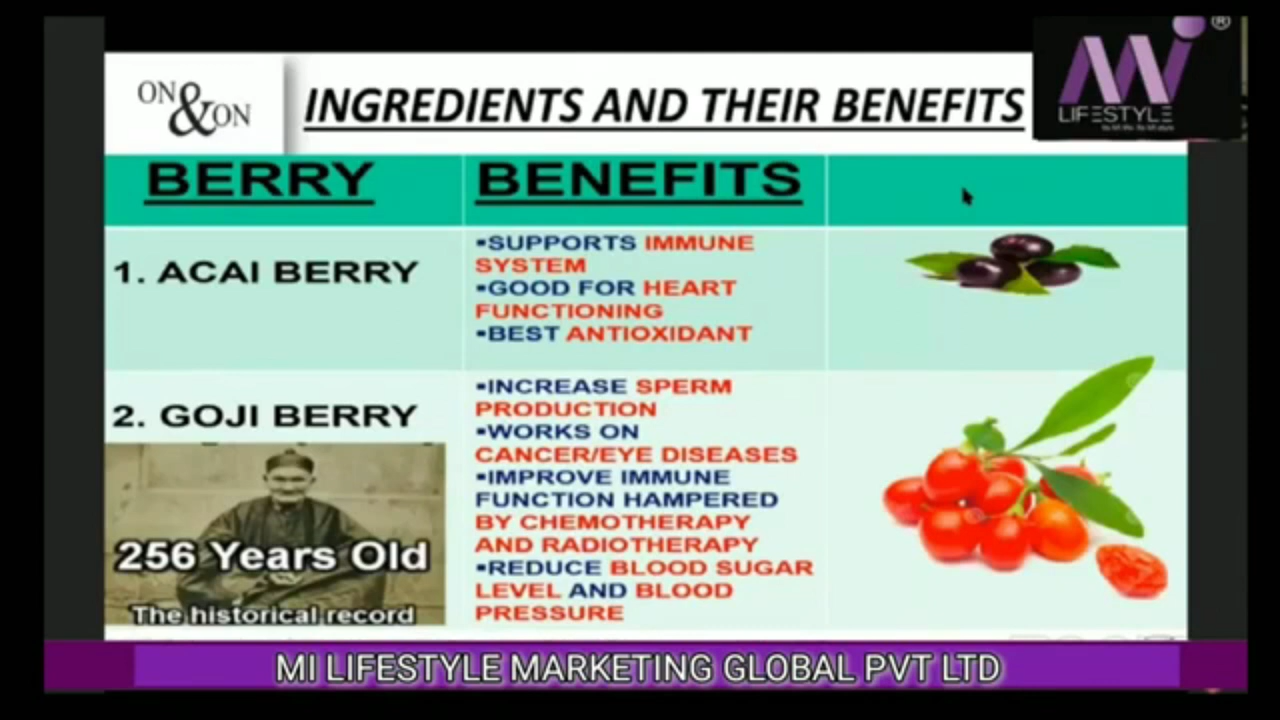 ON & ON
INGREDIENTS AND THEIR BENEFITS
Mi
®
LIFESTYLE
BERRY
BENEFITS
1. ACAI BERRY
▪SUPPORTS IMMUNE
SYSTEM
▪GOOD FOR HEART
FUNCTIONING
▪BEST ANTIOXIDANT
2. GOJI BERRY
256 Years Old
The historical record
▪INCREASE SPERM
PRODUCTION
▪WORKS ON
CANCER/EYE DISEASES
▪IMPROVE IMMUNE
FUNCTION HAMPERED
BY CHEMOTHERAPY
AND RADIOTHERAPY
▪REDUCE BLOOD SUGAR
LEVEL AND BLOOD
PRESSURE
MI LIFESTYLE MARKETING GLOBAL PVT LTD